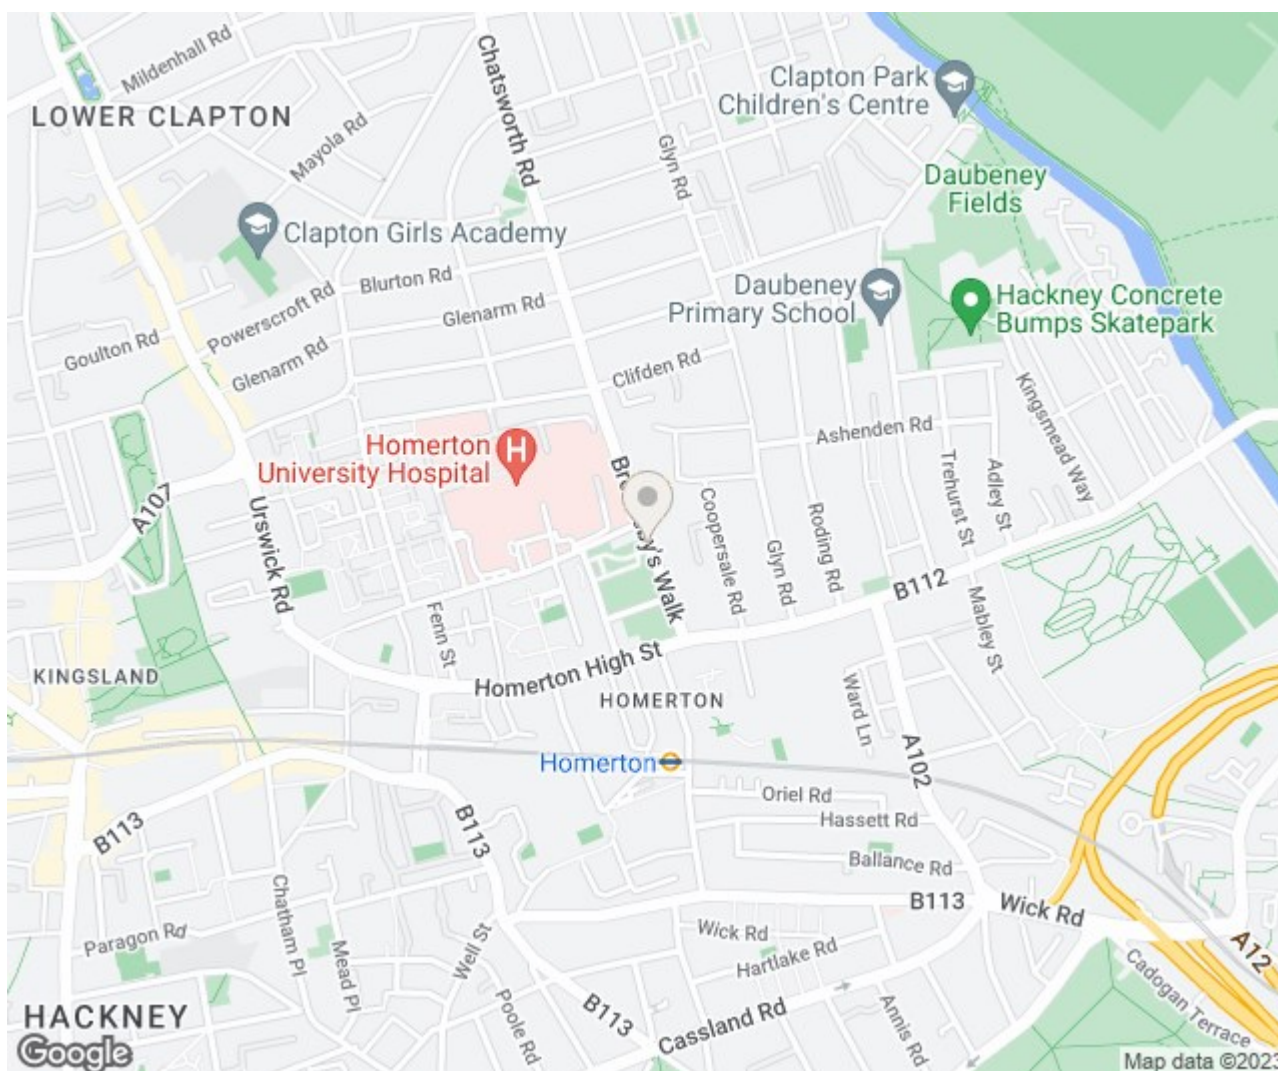 Mildenhall Rd
LOWER CLAPTON
Mayola Rd
Chatsworth Rd
Clapton Park
Children's Centre
Glyn Rd
Daubeney
Fields
Clapton Girls Academy
Blurton Rd
Powerscroft Rd
Glenarm Rd
Goulton Rd
Glenarm Rd
Daubeney
Primary School
Hackney Concrete
Bumps Skatepark
Clifden Rd
Kingsmead Way
Homerton
University Hospital
H
Ashenden Rd
Trehurst St
Adley St
A107
Urswick Rd
Coopersale Rd
Glyn Rd
Roding Rd
Walk
B112
Mabley St
Fenn St
KINGSLAND
Homerton High St
HOMERTON
Ward Ln
A102
Homerton
Oriel Rd
Hassett Rd
Ballance Rd
B113
B113
B113
Wick Rd
Chatham Pl
Paragon Rd
Mead Pl
Well St
Wick Rd
Hartlake Rd
A12
Cadogan Terrace
HACKNEY
Poole Rd
B113
Cassland Rd
Annis Rd
Google
Map data ©2023